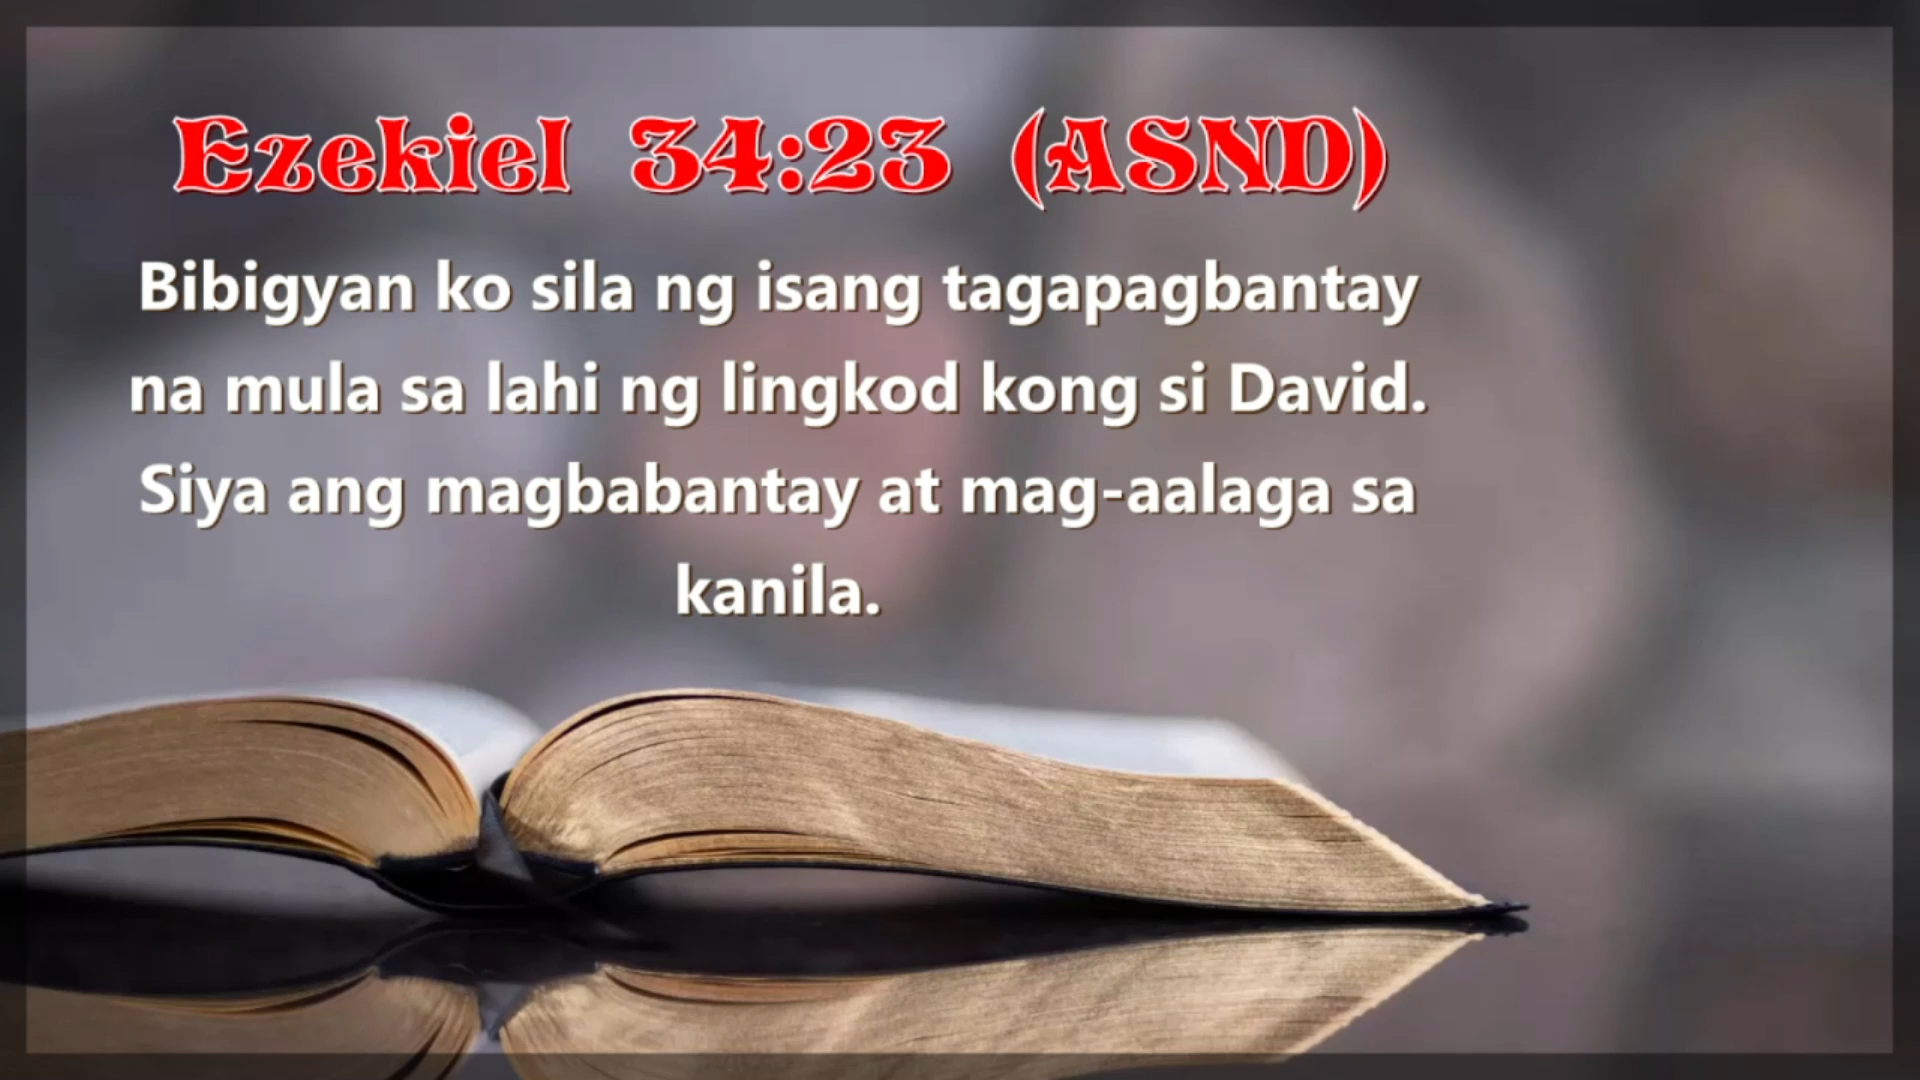 Ezekiel 34:23 (ASND)
Bibigyan ko sila ng isang tagapagbantay
na mula sa lahi ng lingkod kong si David.
Siya ang magbabantay at mag-aalaga sa
kanila.